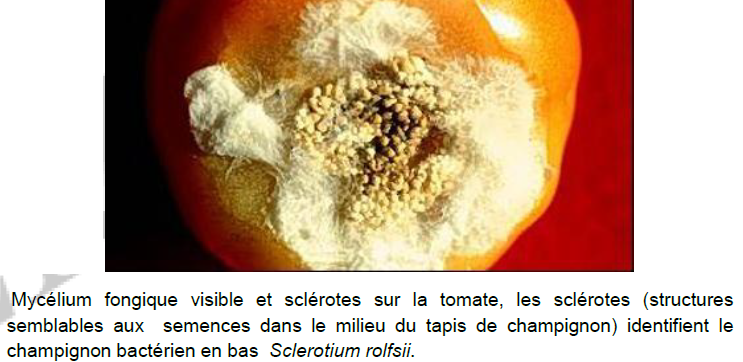 Mycélium fongique visible et sclérotes sur la tomate, les sclérotes (structures
semblables aux semences dans le milieu du tapis de champignon) identifient le
champignon bactérien en bas Sclerotium rolfsii.